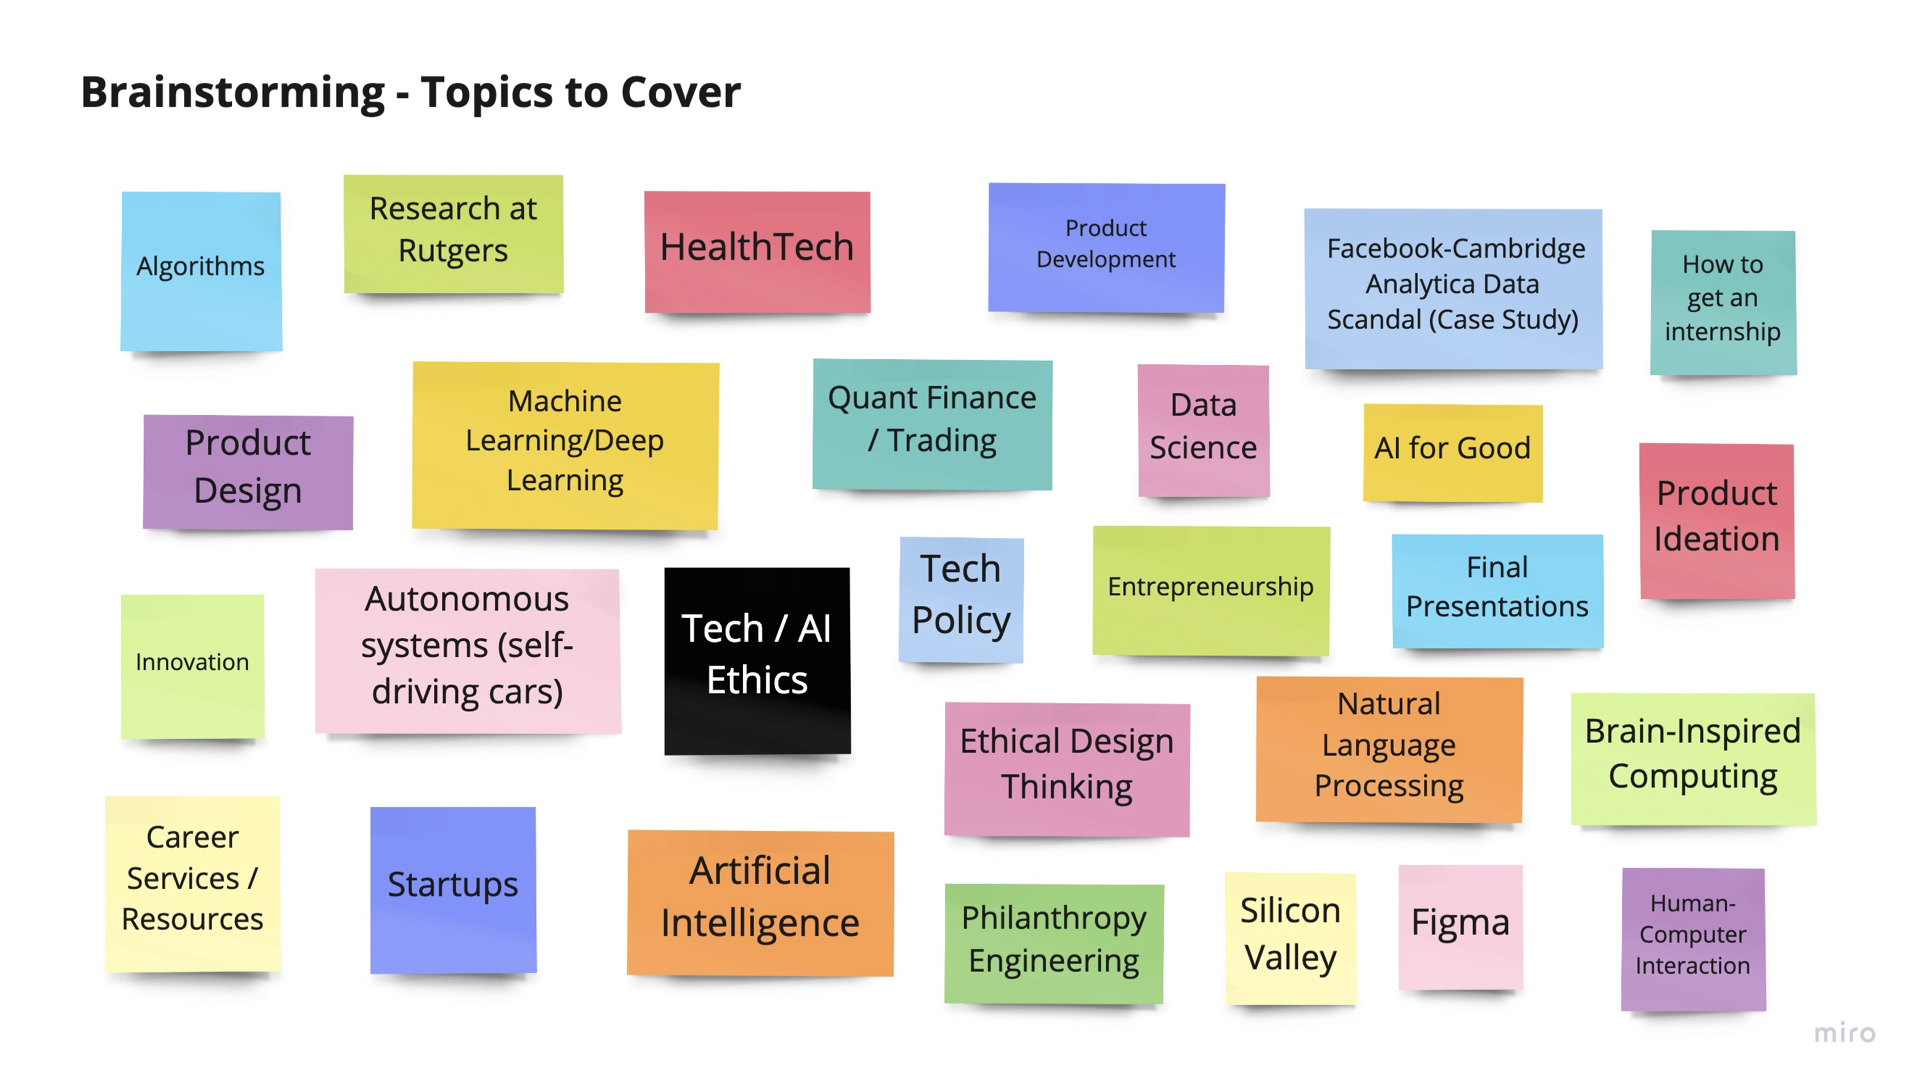 Brainstorming - Topics to Cover
Algorithms
Research at
Rutgers
HealthTech
Product
Development
Facebook-Cambridge
Analytica Data
Scandal (Case Study)
How to
get an
internship
Product
Design
Machine
Learning/Deep
Learning
Quant Finance
/ Trading
Data
Science
AI for Good
Product
Ideation
Innovation
Autonomous
systems (self-
driving cars)
Tech / AI
Ethics
Tech
Policy
Entrepreneurship
Final
Presentations
Ethical Design
Thinking
Natural
Language
Processing
Brain-Inspired
Computing
Career
Services /
Resources
Startups
Artificial
Intelligence
Philanthropy
Engineering
Silicon
Valley
Figma
Human-
Computer
Interaction
miro